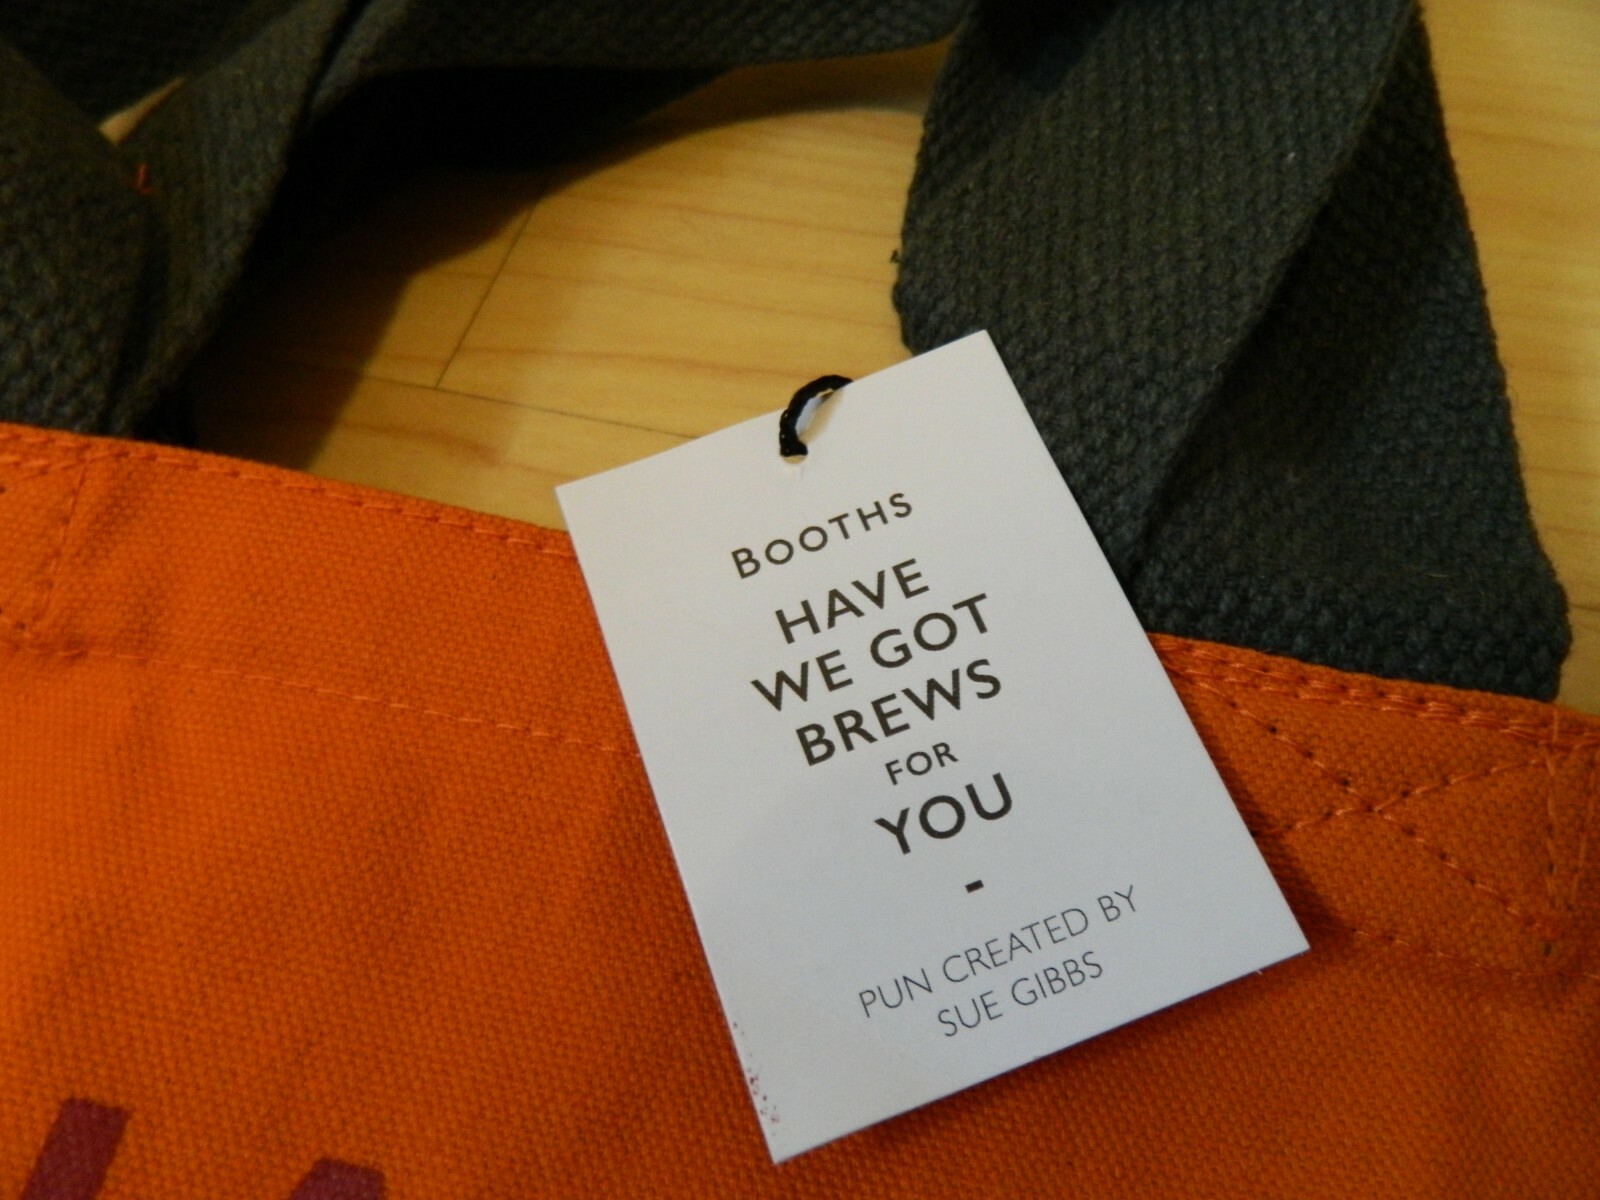 BOOTHS
HAVE
WE GOT
BREWS
FOR
YOU
-
PUN CREATED BY
SUE GIBBS